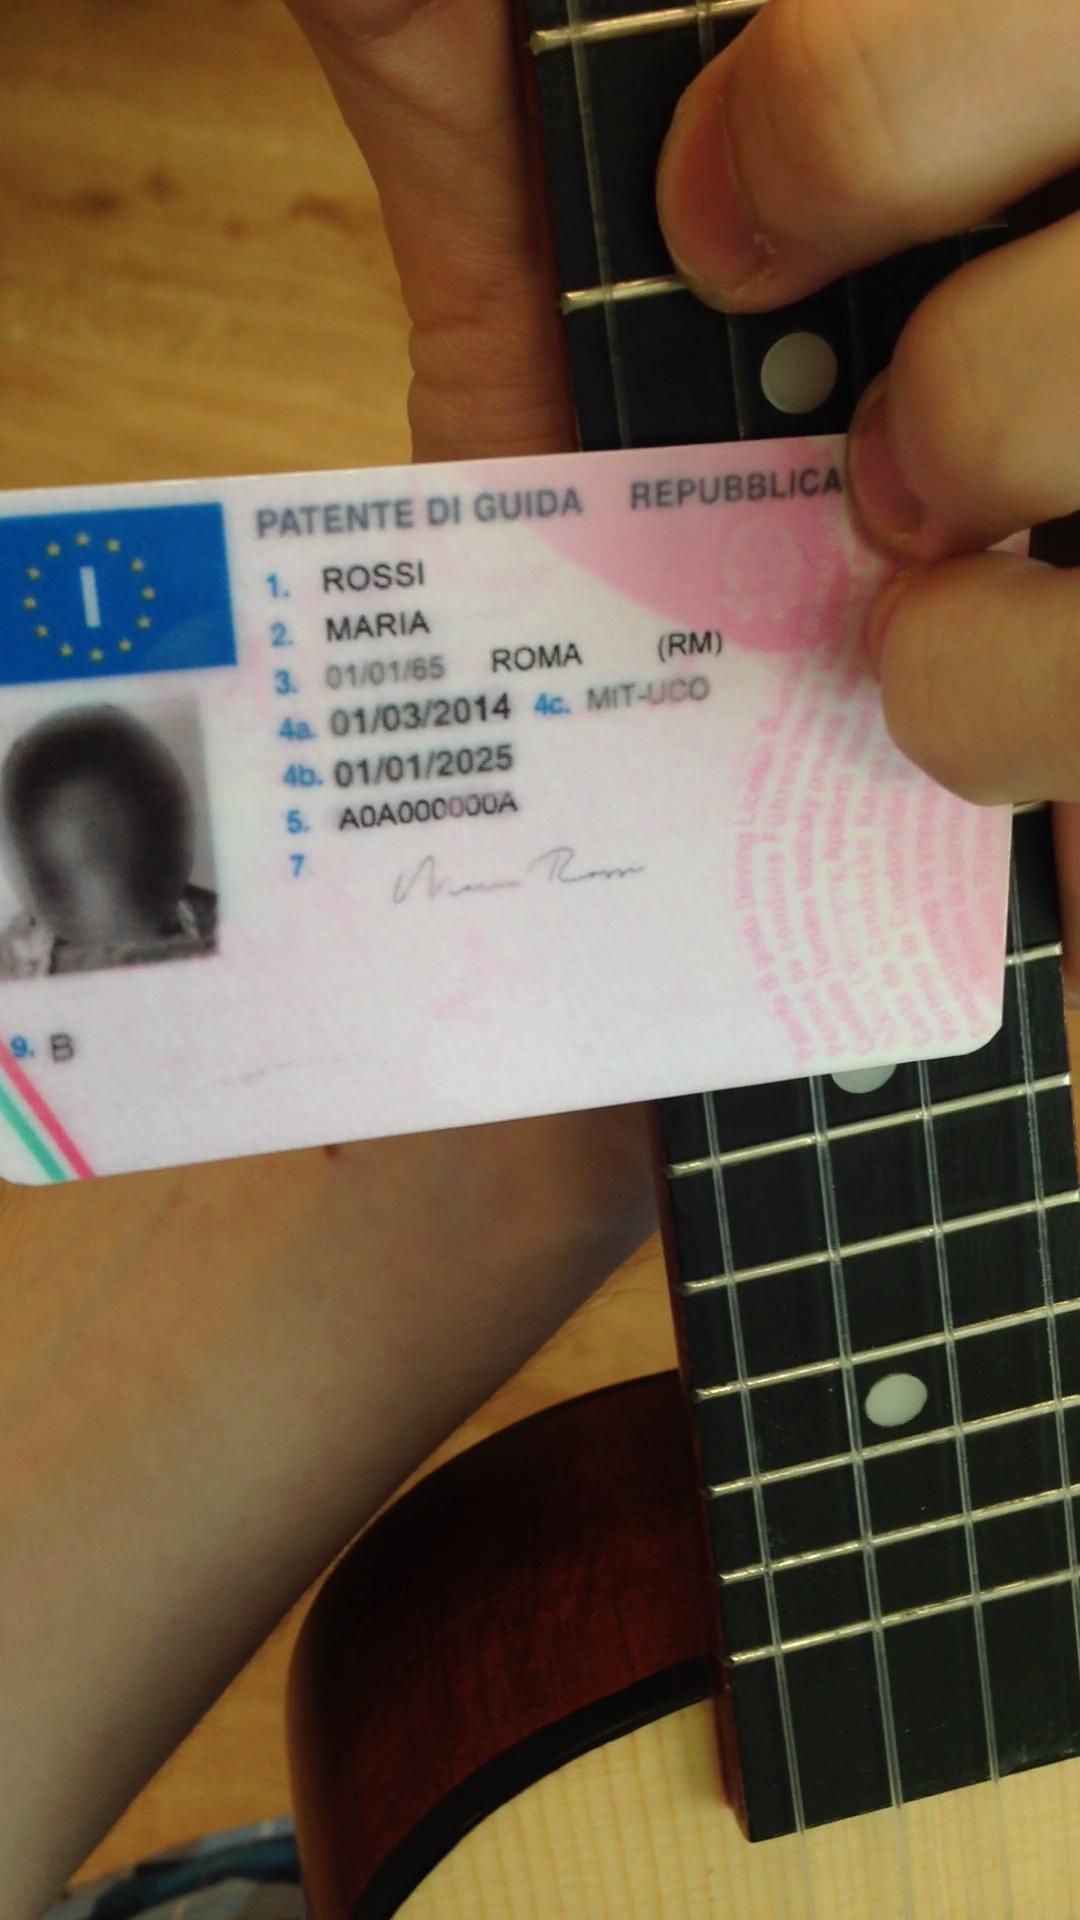 I
PATENTE DI GUIDA REPUBBLICA
1. ROSSI
2. MARIA
3. 01/01/65 ROMA (RM)
4a. 01/03/2014 4c. MIT-UCO
4b. 01/01/2025
5. A0A000000A
7 Maria Rossi
9. B